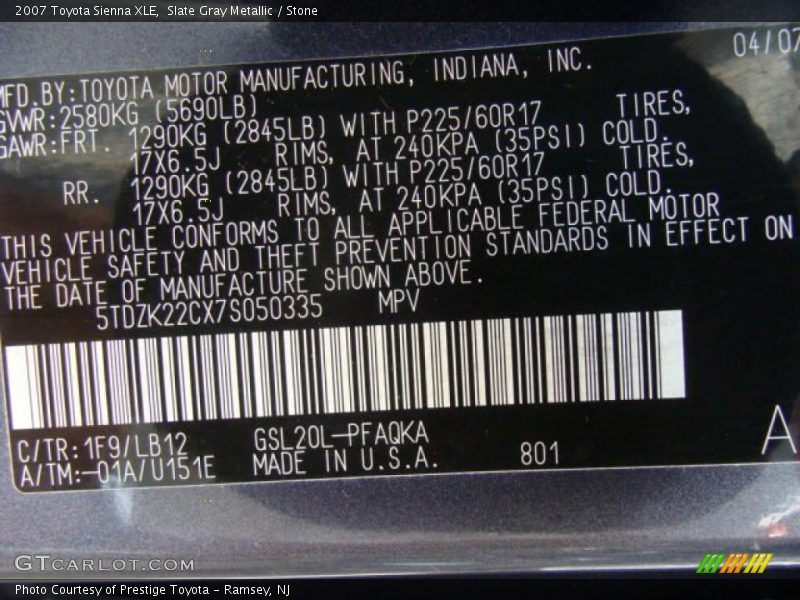 2007 Toyota Sienna XLE,  Slate Gray Metallic / Stone
04/07
MFD.BY:TOYOTA MOTOR MANUFACTURING, INDIANA, INC.
GVWR:2580KG (5690LB)
GAWR:FRT. 1290KG (2845LB) WITH P225/60R17 TIRES,
17X6.5J RIMS, AT 240KPA (35PSI) COLD.
RR. 1290KG (2845LB) WITH P225/60R17 TIRES,
17X6.5J RIMS, AT 240KPA (35PSI) COLD.
THIS VEHICLE CONFORMS TO ALL APPLICABLE FEDERAL MOTOR
VEHICLE SAFETY AND THEFT PREVENTION STANDARDS IN EFFECT ON
THE DATE OF MANUFACTURE SHOWN ABOVE.
5TDZK22CX7S050335 MPV
C/TR:1F9/LB12 GSL20L-PFAQKA
A/TM:-01A/U151E MADE IN U.S.A. 801 A
GTCARLOT.COM
Photo Courtesy of Prestige Toyota - Ramsey, NJ